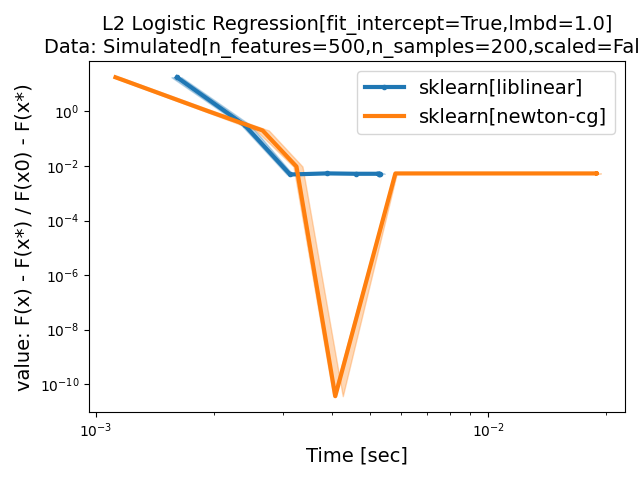 L2 Logistic Regression[fit_intercept=True,lmbd=1.0]
Data: Simulated[n_features=500,n_samples=200,scaled=Fal
sklearn[liblinear]
sklearn[newton-cg]
value: F(x) - F(x*) / F(x0) - F(x*)
10⁰
10⁻²
10⁻⁴
10⁻⁶
10⁻⁸
10⁻¹⁰
10⁻³
10⁻²
Time [sec]